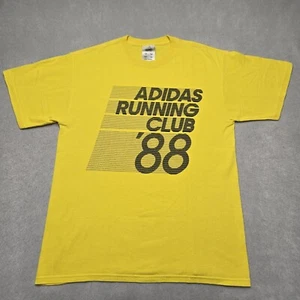 ADIDAS
RUNNING
CLUB
'88